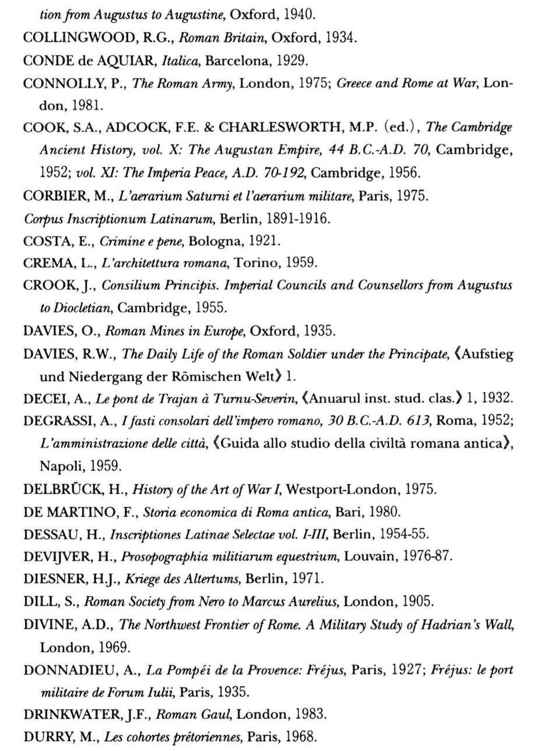 tion from Augustus to Augustine, Oxford, 1940.
COLLINGWOOD, R.G., Roman Britain, Oxford, 1934.
CONDE de AQUIAR, Italica, Barcelona, 1929.
CONNOLLY, P., The Roman Army, London, 1975; Greece and Rome at War, Lon-
don, 1981.
COOK, S.A., ADCOCK, F.E. & CHARLESWORTH, M.P. (ed.), The Cambridge
Ancient History, vol. X: The Augustan Empire, 44 B.C.-A.D. 70, Cambridge,
1952; vol. XI: The Imperia Peace, A.D. 70-192, Cambridge, 1956.
CORBIER, M., L'aerarium Saturni et l'aerarium militare, Paris, 1975.
Corpus Inscriptionum Latinarum, Berlin, 1891-1916.
COSTA, E., Crimine e pene, Bologna, 1921.
CREMA, L., L'architettura romana, Torino, 1959.
CROOK, J., Consilium Principis. Imperial Councils and Counsellors from Augustus
to Diocletian, Cambridge, 1955.
DAVIES, O., Roman Mines in Europe, Oxford, 1935.
DAVIES, R.W., The Daily Life of the Roman Soldier under the Principate, 《Aufstieg
und Niedergang der Römischen Welt》 1.
DECEI, A., Le pont de Trajan à Turnu-Severin, 《Anuarul inst. stud. clas.》 1, 1932.
DEGRASSI, A., I fasti consolari dell'impero romano, 30 B.C.-A.D. 613, Roma, 1952;
L'amministrazione delle città, 《Guida allo studio della civiltà romana antica》,
Napoli, 1959.
DELBRÜCK, H., History of the Art of War I, Westport-London, 1975.
DE MARTINO, F., Storia economica di Roma antica, Bari, 1980.
DESSAU, H., Inscriptiones Latinae Selectae vol. I-III, Berlin, 1954-55.
DEVIJVER, H., Prosopographia militiarum equestrium, Louvain, 1976-87.
DIESNER, H.J., Kriege des Altertums, Berlin, 1971.
DILL, S., Roman Society from Nero to Marcus Aurelius, London, 1905.
DIVINE, A.D., The Northwest Frontier of Rome. A Military Study of Hadrian's Wall,
London, 1969.
DONNADIEU, A., La Pompéi de la Provence: Fréjus, Paris, 1927; Fréjus: le port
militaire de Forum Iulii, Paris, 1935.
DRINKWATER, J.F., Roman Gaul, London, 1983.
DURRY, M., Les cohortes prétoriennes, Paris, 1968.